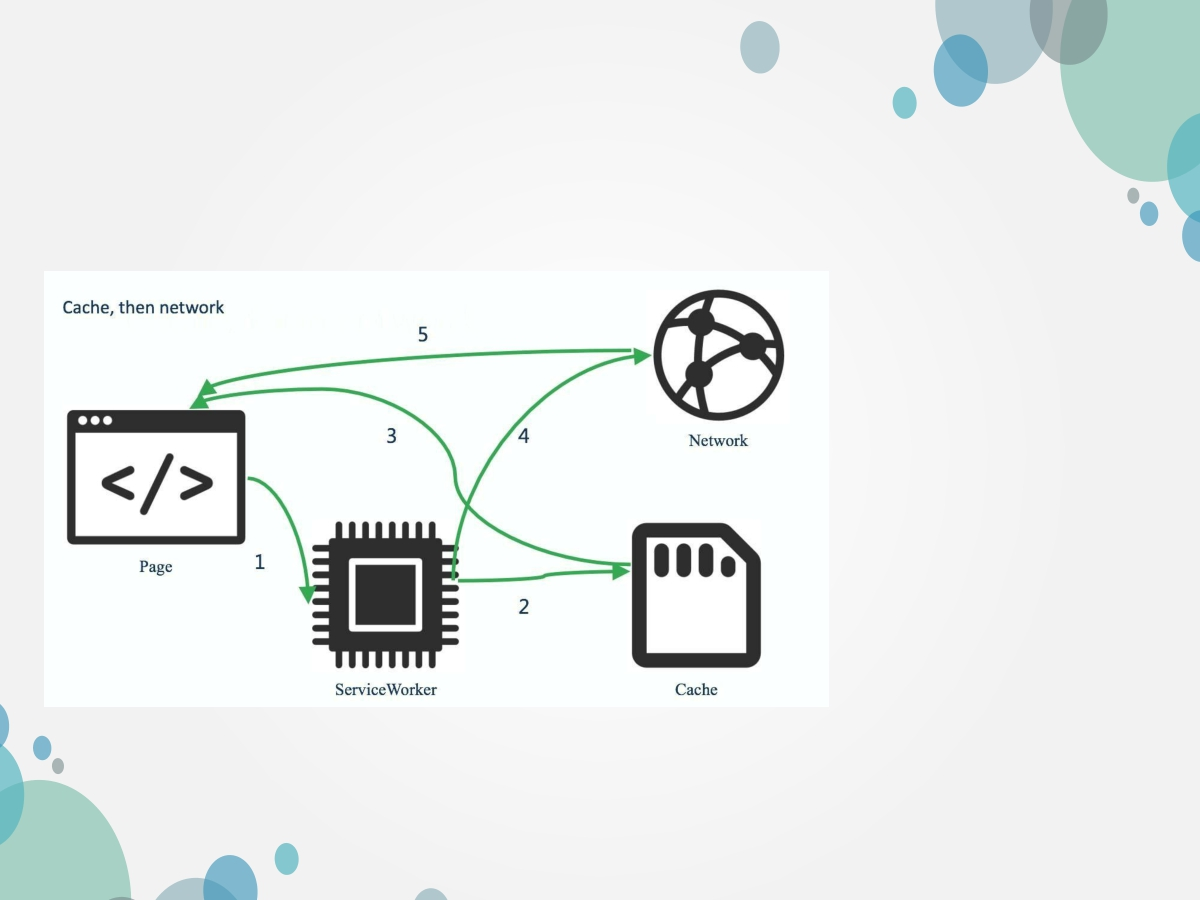 Cache, then network
5
3
4
Network
</>
Page
1
2
ServiceWorker
Cache